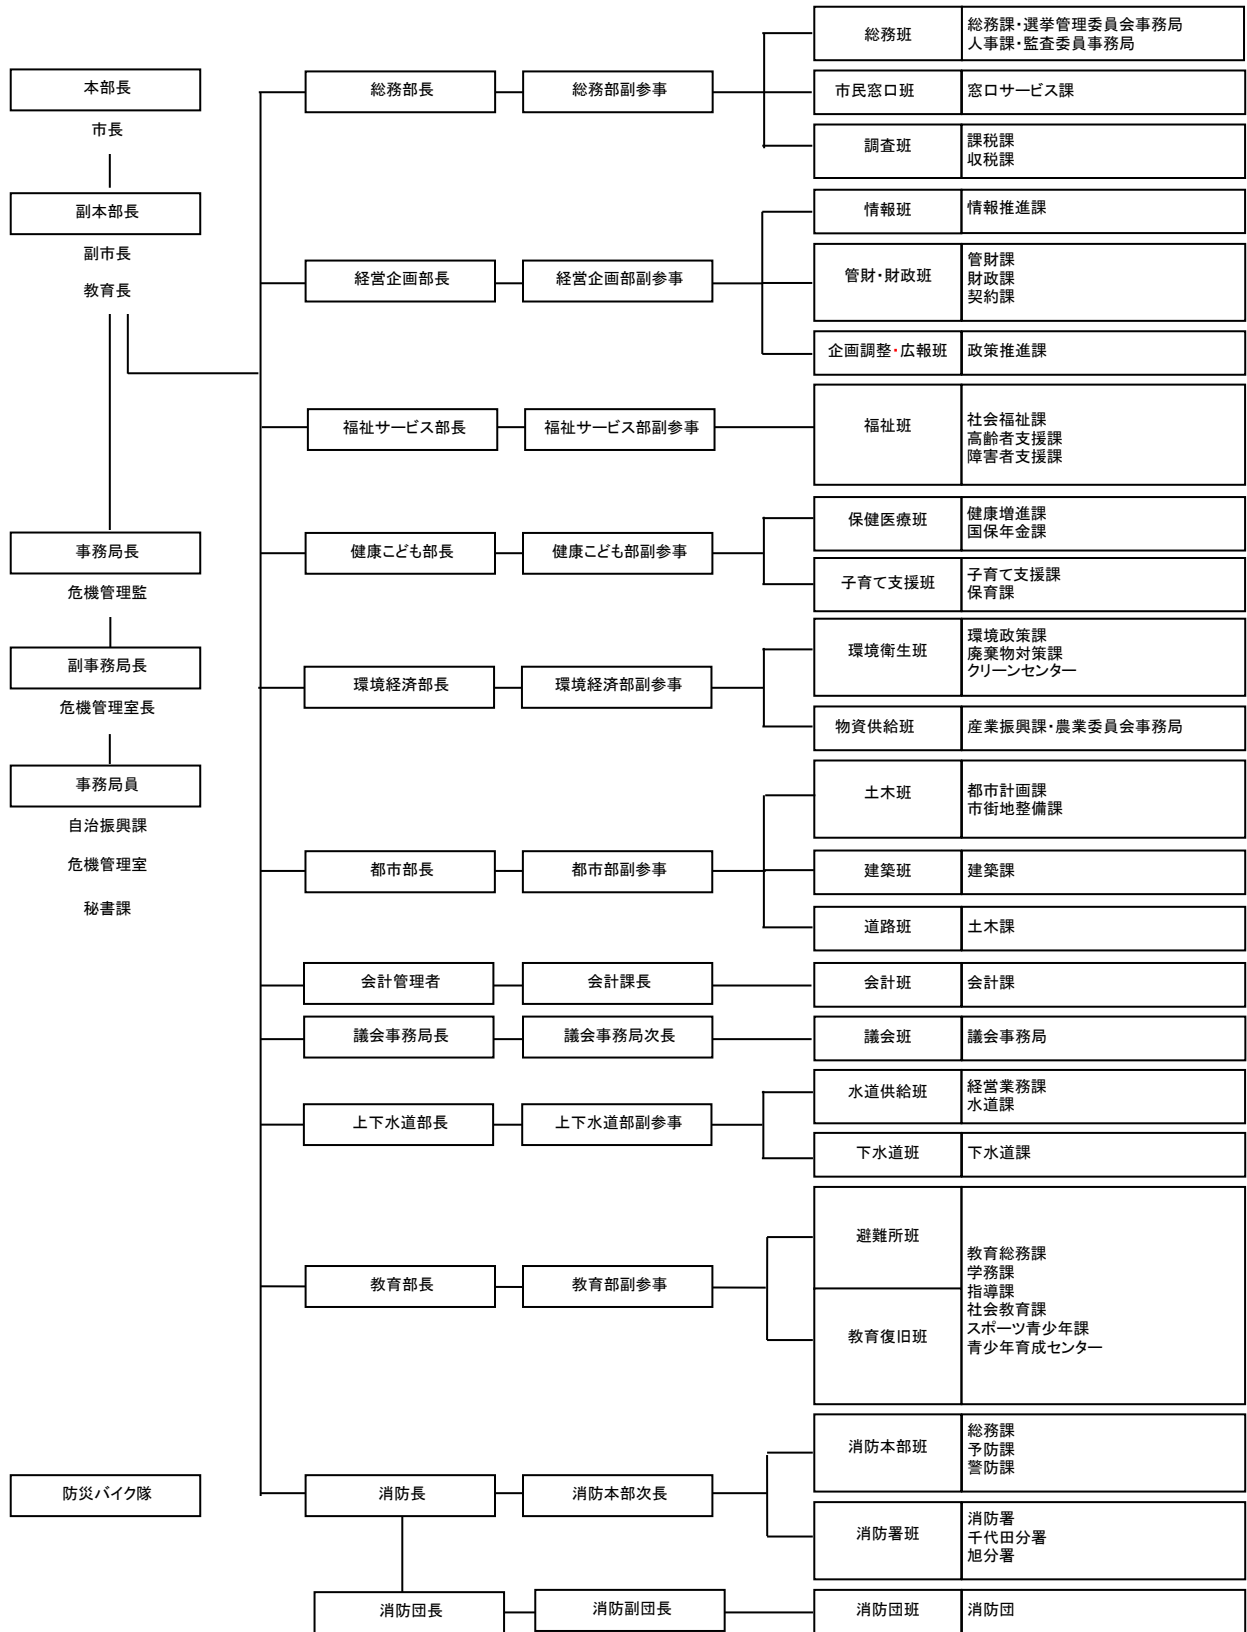 本部長
市長
副本部長
副市長
教育長
事務局長
危機管理監
副事務局長
危機管理室長
事務局員
自治振興課
危機管理室
秘書課
防災バイク隊
総務部長
総務部副参事
総務班
総務課・選挙管理委員会事務局
人事課・監査委員事務局
市民窓口班
窓口サービス課
調査班
課税課
収税課
経営企画部長
経営企画部副参事
情報班
情報推進課
管財・財政班
管財課
財政課
契約課
企画調整・広報班
政策推進課
福祉サービス部長
福祉サービス部副参事
福祉班
社会福祉課
高齢者支援課
障害者支援課
健康こども部長
健康こども部副参事
保健医療班
健康増進課
国保年金課
子育て支援班
子育て支援課
保育課
環境経済部長
環境経済部副参事
環境衛生班
環境政策課
廃棄物対策課
クリーンセンター
物資供給班
産業振興課・農業委員会事務局
都市部長
都市部副参事
土木班
都市計画課
市街地整備課
建築班
建築課
道路班
土木課
会計管理者
会計課長
会計班
会計課
議会事務局長
議会事務局次長
議会班
議会事務局
上下水道部長
上下水道部副参事
水道供給班
経営業務課
水道課
下水道班
下水道課
教育部長
教育部副参事
避難所班
教育復旧班
教育総務課
学務課
指導課
社会教育課
スポーツ青少年課
青少年育成センター
消防長
消防本部次長
消防本部班
総務課
予防課
警防課
消防署班
消防署
千代田分署
旭分署
消防団長
消防副団長
消防団班
消防団